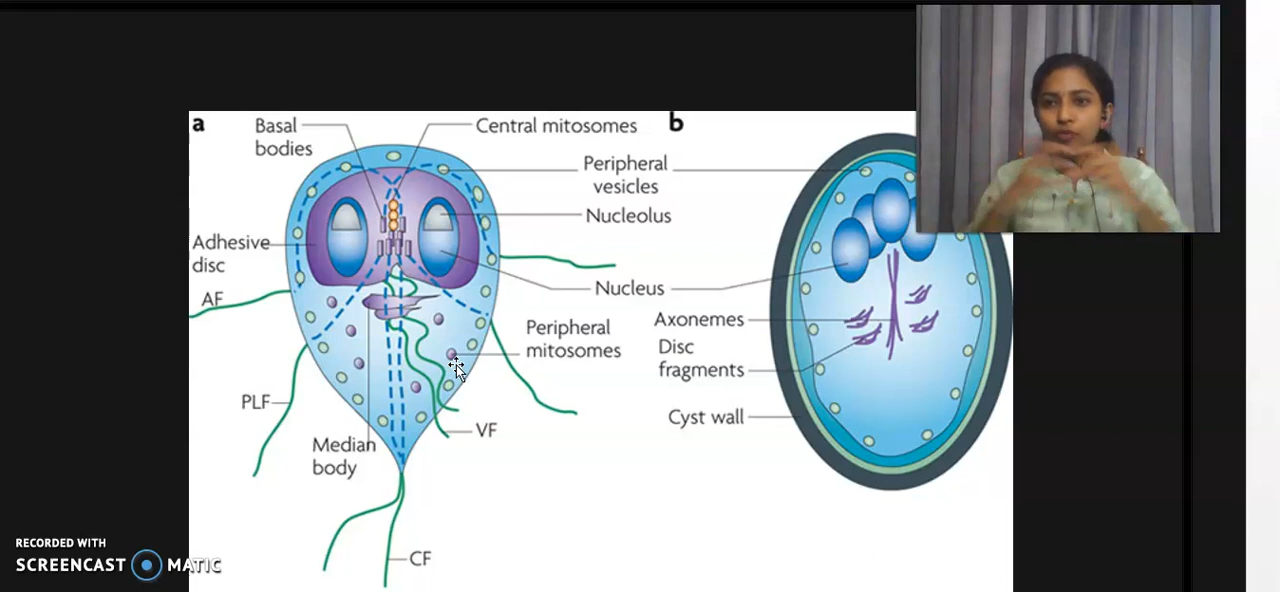 a
Basal
bodies
Central mitosomes
b
Peripheral
vesicles
Nucleolus
Adhesive
disc
AF
Nucleus
Axonemes
Peripheral
mitosomes
Disc
fragments
PLF
Cyst wall
Median
body
VF
CF
RECORDED WITH
SCREENCAST MATIC